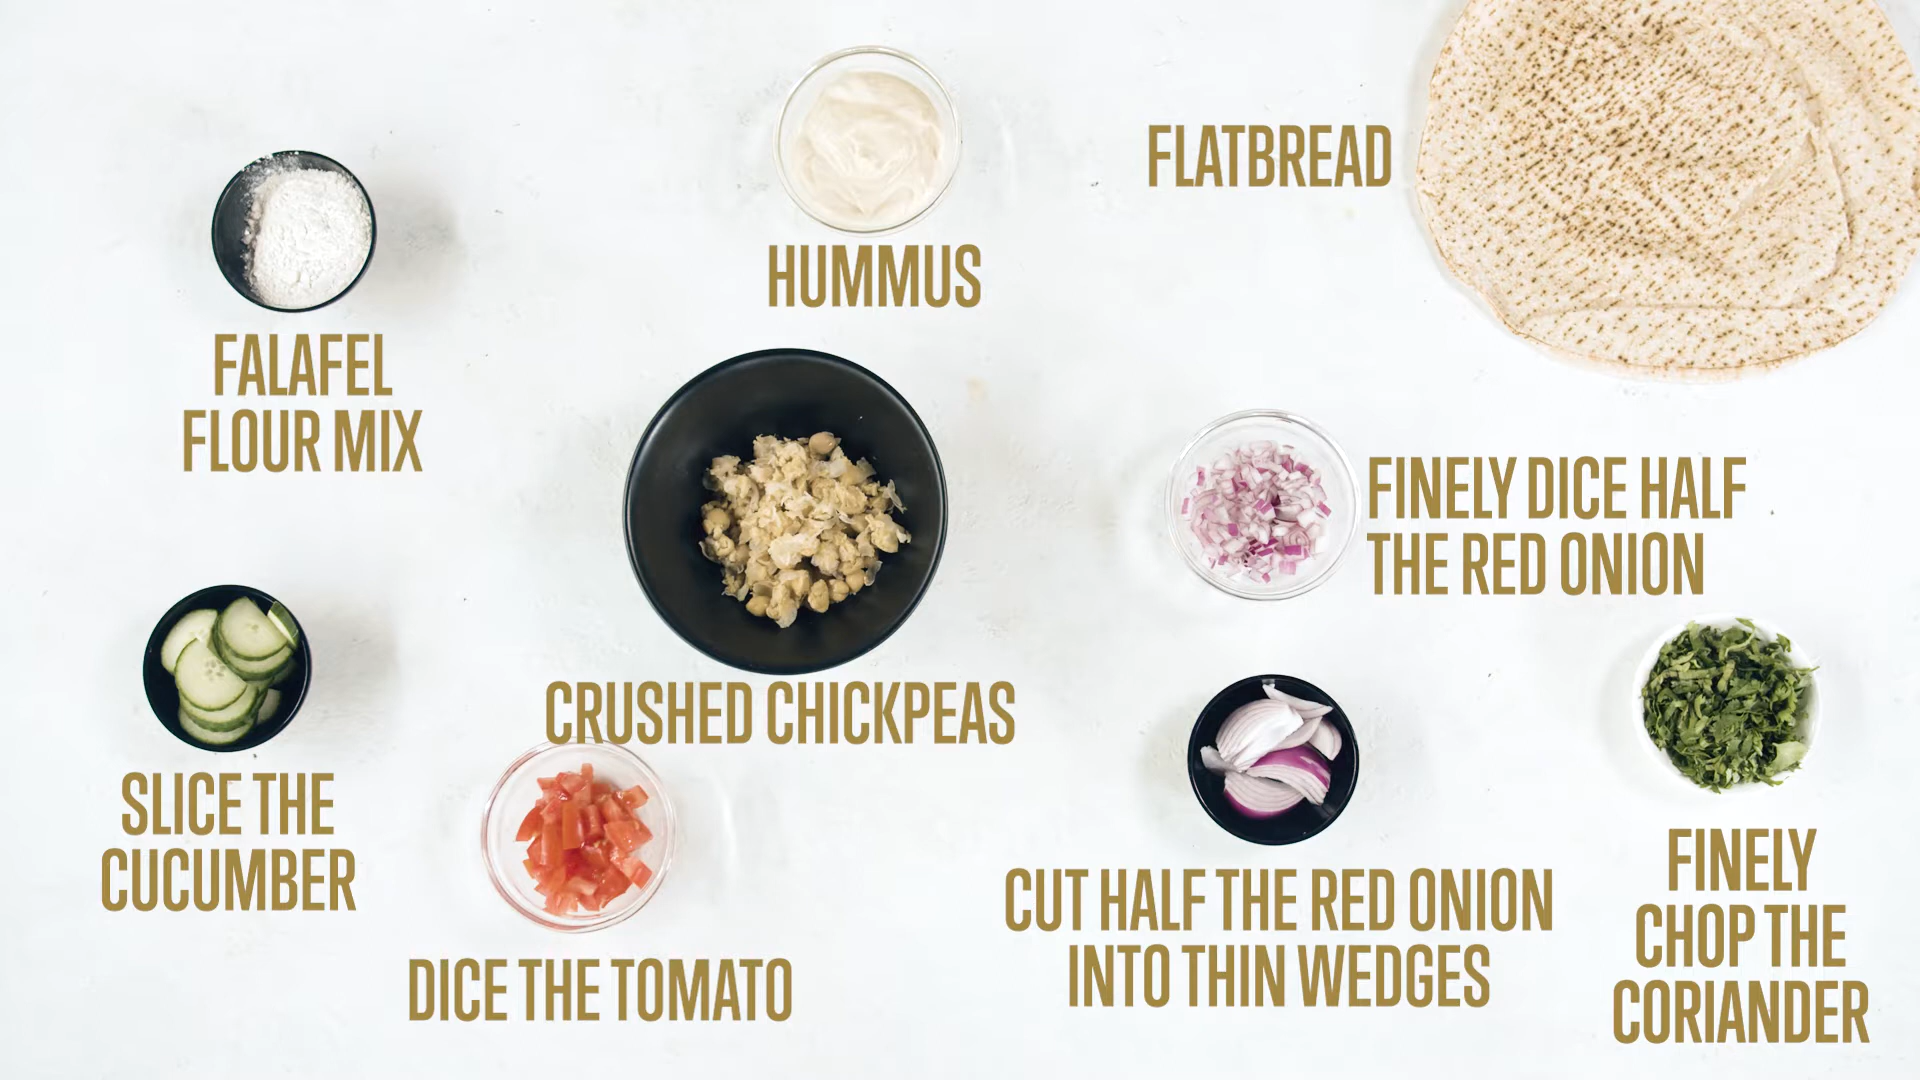 HUMMUS
FLATBREAD
FALAFEL
FLOUR MIX
FINELY DICE HALF
THE RED ONION
CRUSHED CHICKPEAS
SLICE THE
CUCUMBER
DICE THE TOMATO
CUT HALF THE RED ONION
INTO THIN WEDGES
FINELY
CHOP THE
CORIANDER